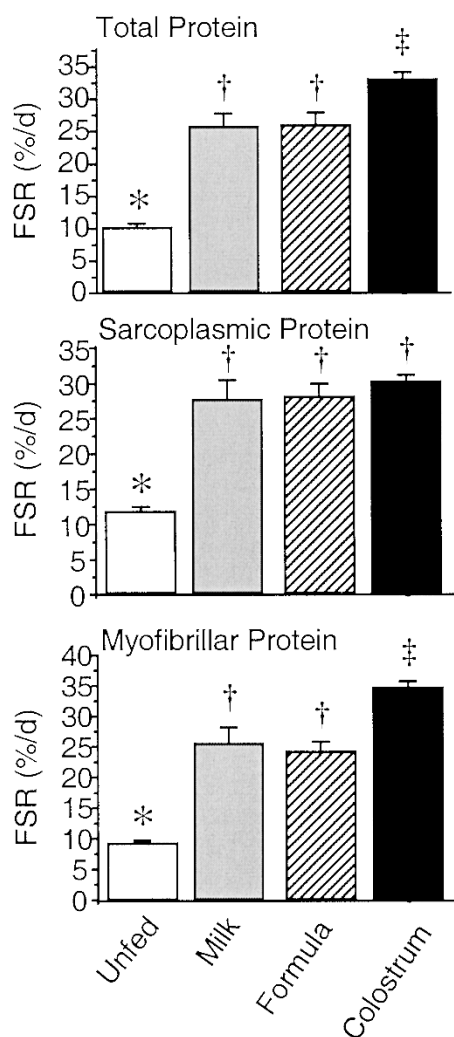 Total Protein
‡
† †
*
FSR (%/d)
35
30
25
20
15
10
5
0
Sarcoplasmic Protein
† † †
*
FSR (%/d)
35
30
25
20
15
10
5
0
Myofibrillar Protein
‡
† †
*
FSR (%/d)
40
35
30
25
20
15
10
5
0
Unfed
Milk
Formula
Colostrum